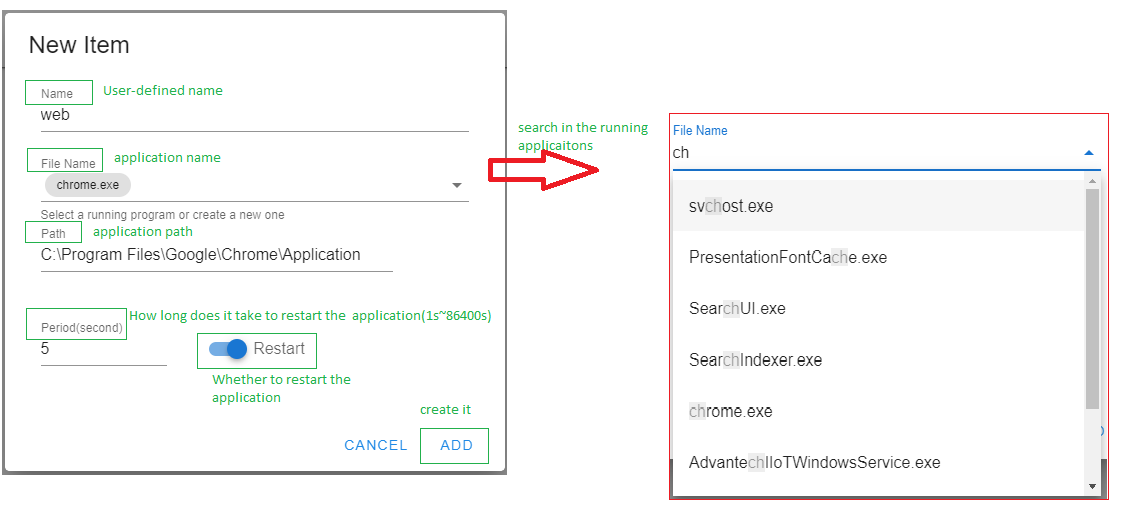 New Item
Name
User-defined name
web
File Name
application name
chrome.exe
Select a running program or create a new one
Path
application path
C:\Program Files\Google\Chrome\Application
Period(second)
How long does it take to restart the application(1s~86400s)
5
Restart
Whether to restart the
application
create it
CANCEL
ADD
search in the running
applicaitons
File Name
ch
svchost.exe
PresentationFontCache.exe
SearchUI.exe
SearchIndexer.exe
chrome.exe
AdvantechIIoTWindowsService.exe